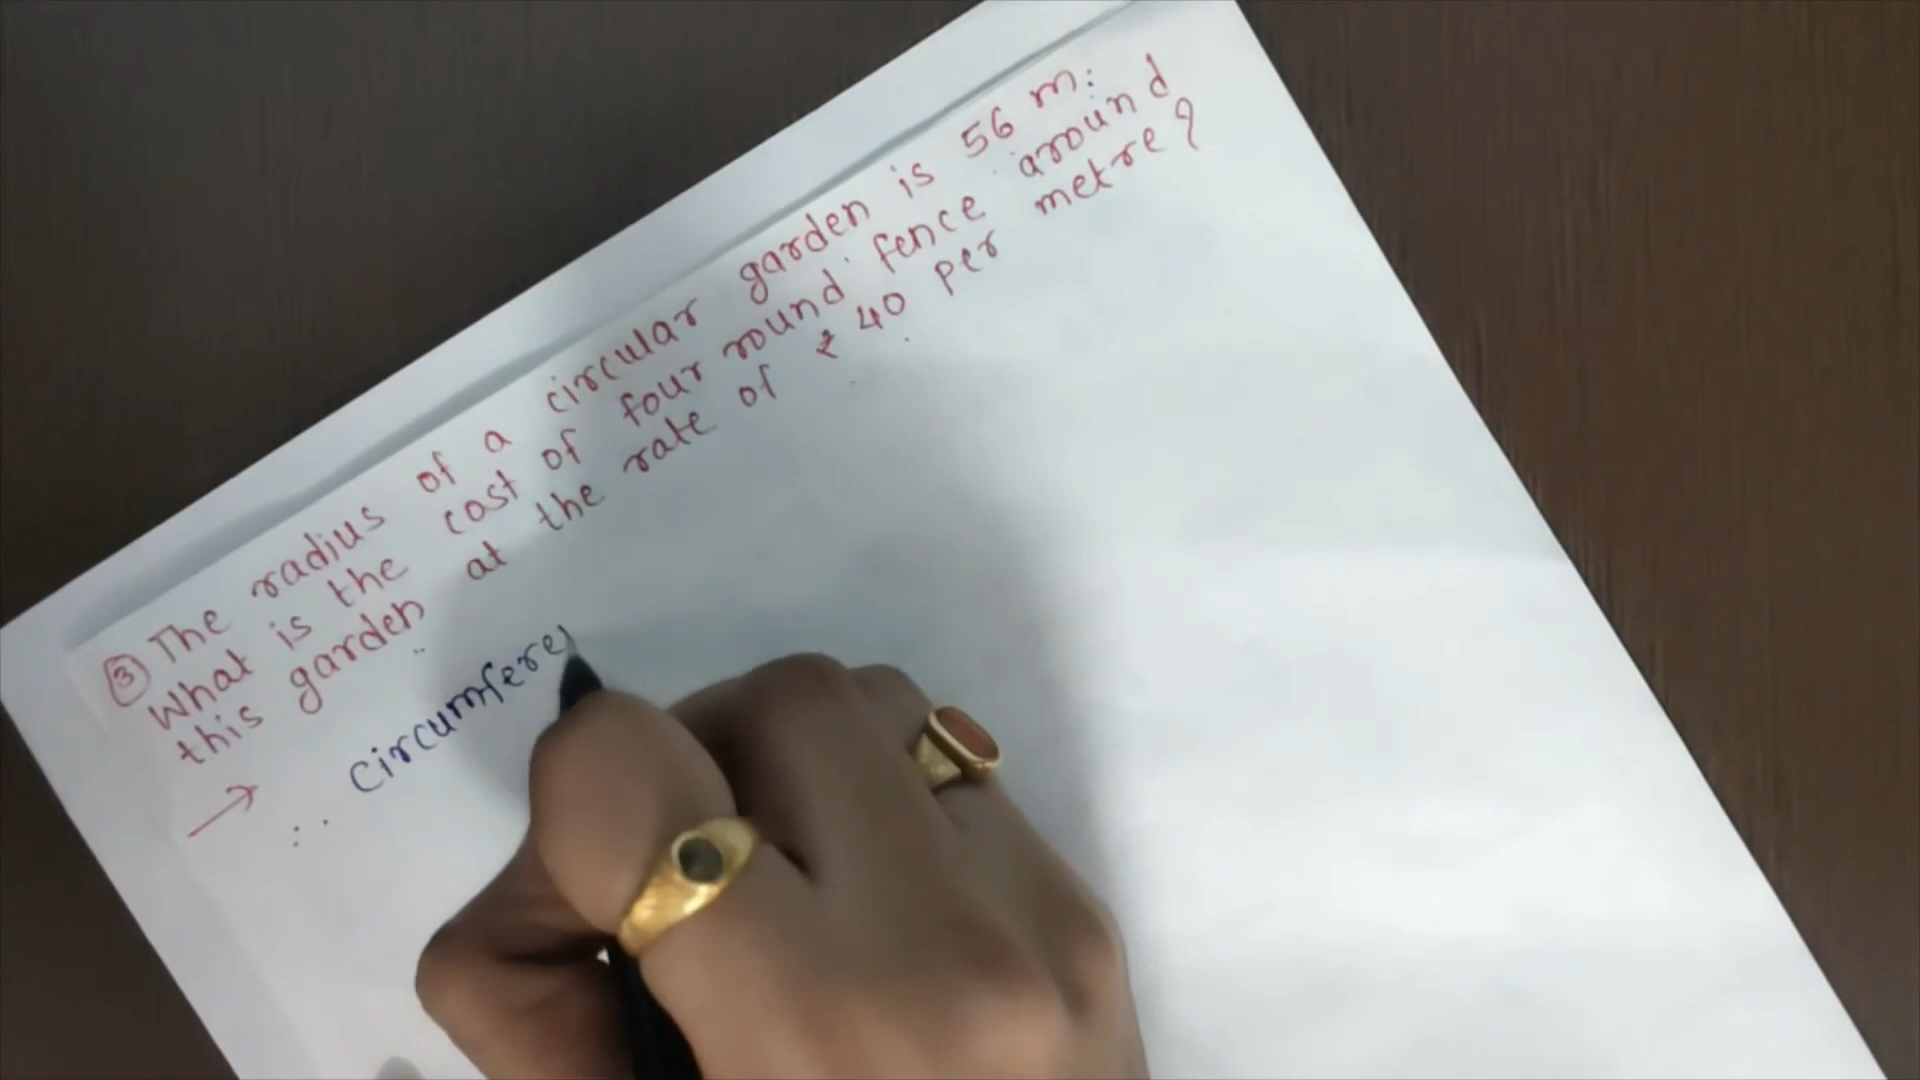 ③ The radius of a circular garden is 56 m.
What is the cost of four round fence around
this garden at the rate of ₹ 40 per metre?
→
∴ Circumfere